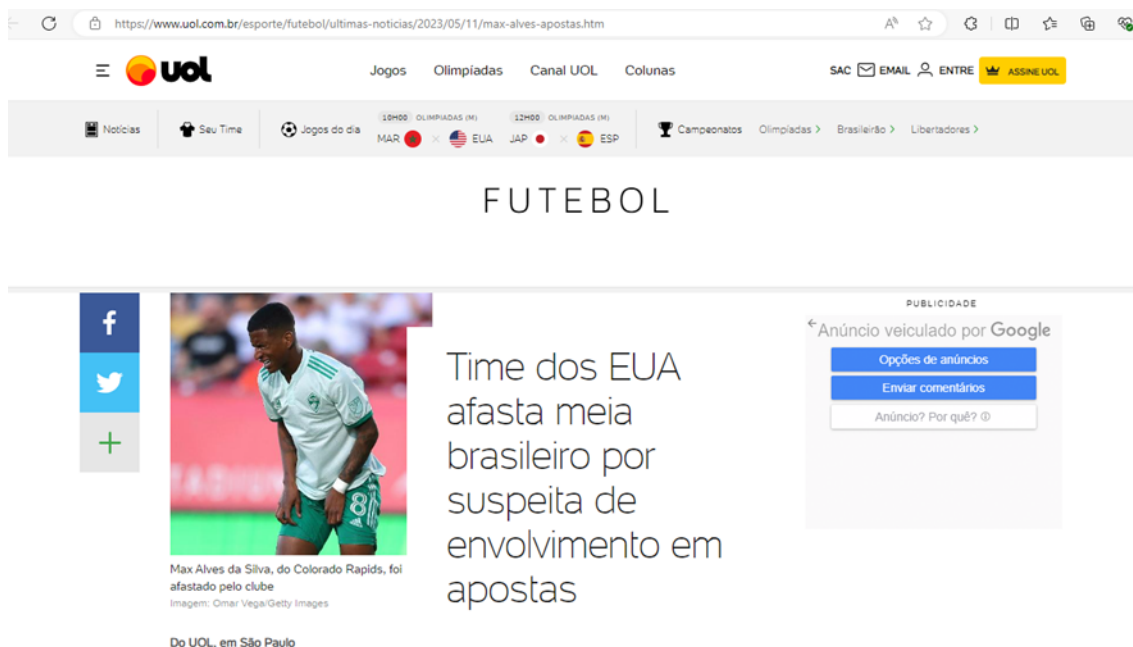 https://www.uol.com.br/esporte/futebol/ultimas-noticias/2023/05/11/max-alves-apostas.htm
uol Jogos Olimpíadas Canal UOL Colunas SAC EMAIL ENTRE ASSINE UOL
10H00 OLIMPIADAS (M) 12H00 OLIMPIADAS (M)
Notícias Seu Time Jogos do dia MAR × EUA JAP × ESP Campeonatos Olimpíadas > Brasileirão > Libertadores >
FUTEBOL
f
+
8
Max Alves da Silva, do Colorado Rapids, foi
afastado pelo clube
Imagem: Omar Vega/Getty Images
Do UOL, em São Paulo
Time dos EUA
afasta meia
brasileiro por
suspeita de
envolvimento em
apostas
PUBLICIDADE
Anúncio veiculado por Google
Opções de anúncios
Enviar comentários
Anúncio? Por quê?